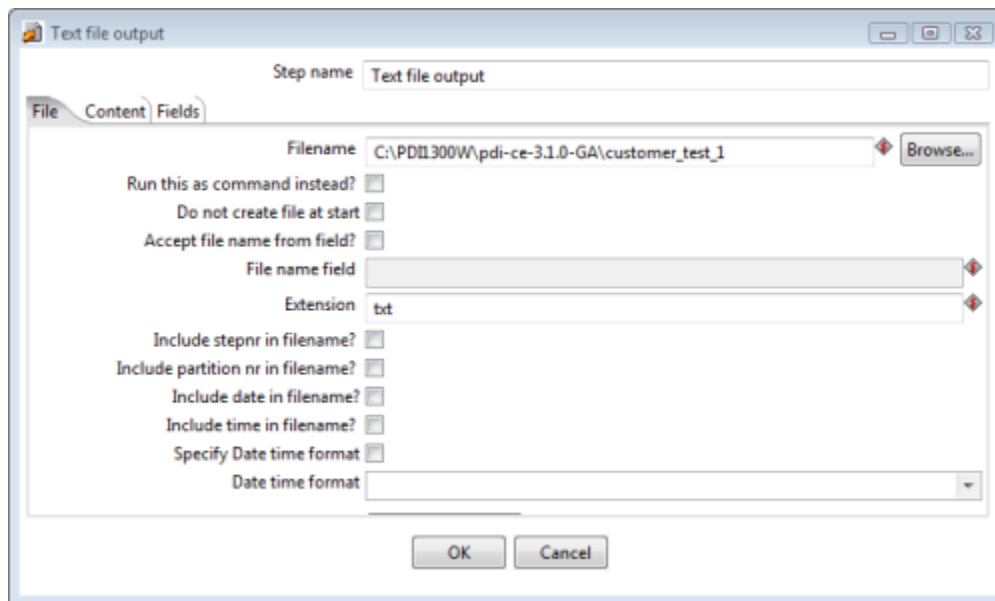 Text file output
Step name Text file output
File Content Fields
Filename C:\PDI1300W\pdi-ce-3.1.0-GA\customer_test_1 Browse...
Run this as command instead?
Do not create file at start
Accept file name from field?
File name field
Extension txt
Include stepnr in filename?
Include partition nr in filename?
Include date in filename?
Include time in filename?
Specify Date time format
Date time format
OK Cancel